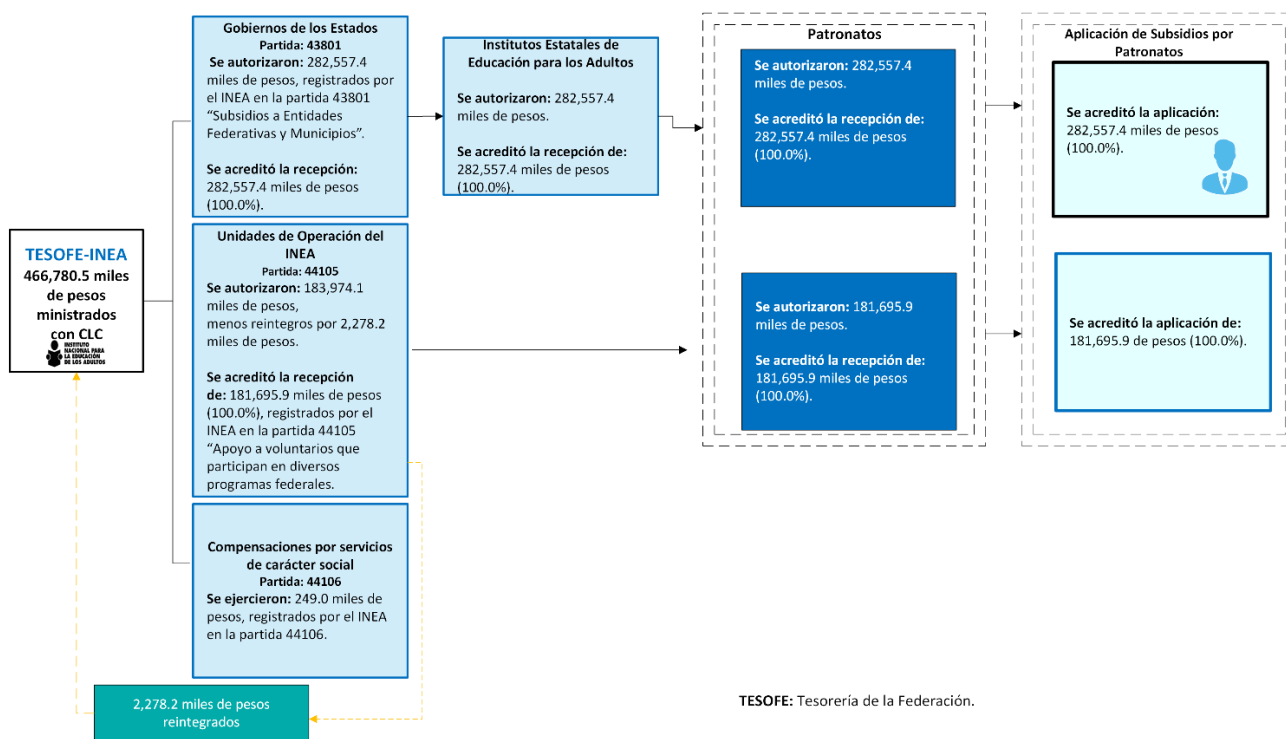 TESOFE-INEA
466,780.5 miles
de pesos
ministrados
con CLC
INSTITUTO
NACIONAL PARA
LA EDUCACIÓN
DE LOS ADULTOS
Gobiernos de los Estados
Partida: 43801
Se autorizaron: 282,557.4
miles de pesos, registrados por
el INEA en la partida 43801
“Subsidios a Entidades
Federativas y Municipios”.
Se acreditó la recepción:
282,557.4 miles de pesos
(100.0%).
Institutos Estatales de
Educación para los Adultos
Se autorizaron: 282,557.4
miles de pesos.
Se acreditó la recepción de:
282,557.4 miles de pesos
(100.0%).
Patronatos
Se autorizaron: 282,557.4
miles de pesos.
Se acreditó la recepción de:
282,557.4 miles de pesos
(100.0%).
Aplicación de Subsidios por
Patronatos
Se acreditó la aplicación:
282,557.4 miles de pesos
(100.0%).
Unidades de Operación del
INEA
Partida: 44105
Se autorizaron: 183,974.1
miles de pesos,
menos reintegros por 2,278.2
miles de pesos.
Se acreditó la recepción
de: 181,695.9 miles de pesos
(100.0%), registrados por el
INEA en la partida 44105
“Apoyo a voluntarios que
participan en diversos
programas federales.
Se autorizaron: 181,695.9
miles de pesos.
Se acreditó la recepción de:
181,695.9 miles de pesos
(100.0%).
Se acreditó la aplicación de:
181,695.9 de pesos (100.0%).
Compensaciones por servicios
de carácter social
Partida: 44106
Se ejercieron: 249.0 miles de
pesos, registrados por el INEA
en la partida 44106.
2,278.2 miles de pesos
reintegrados
TESOFE: Tesorería de la Federación.